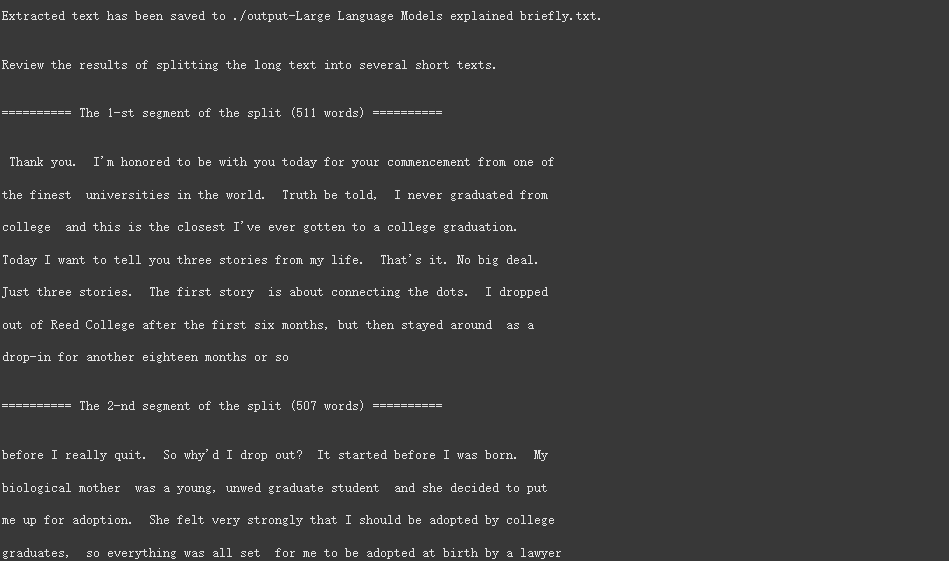 Extracted text has been saved to ./output-Large Language Models explained briefly.txt.
Review the results of splitting the long text into several short texts.
========== The 1-st segment of the split (511 words) ==========
Thank you.  I'm honored to be with you today for your commencement from one of
the finest  universities in the world.  Truth be told,  I never graduated from
college  and this is the closest I've ever gotten to a college graduation.
Today I want to tell you three stories from my life.  That's it. No big deal.
Just three stories.  The first story  is about connecting the dots.  I dropped
out of Reed College after the first six months, but then stayed around  as a
drop-in for another eighteen months or so
========== The 2-nd segment of the split (507 words) ==========
before I really quit.  So why'd I drop out?  It started before I was born.  My
biological mother  was a young, unwed graduate student  and she decided to put
me up for adoption.  She felt very strongly that I should be adopted by college
graduates,  so everything was all set  for me to be adopted at birth by a lawyer